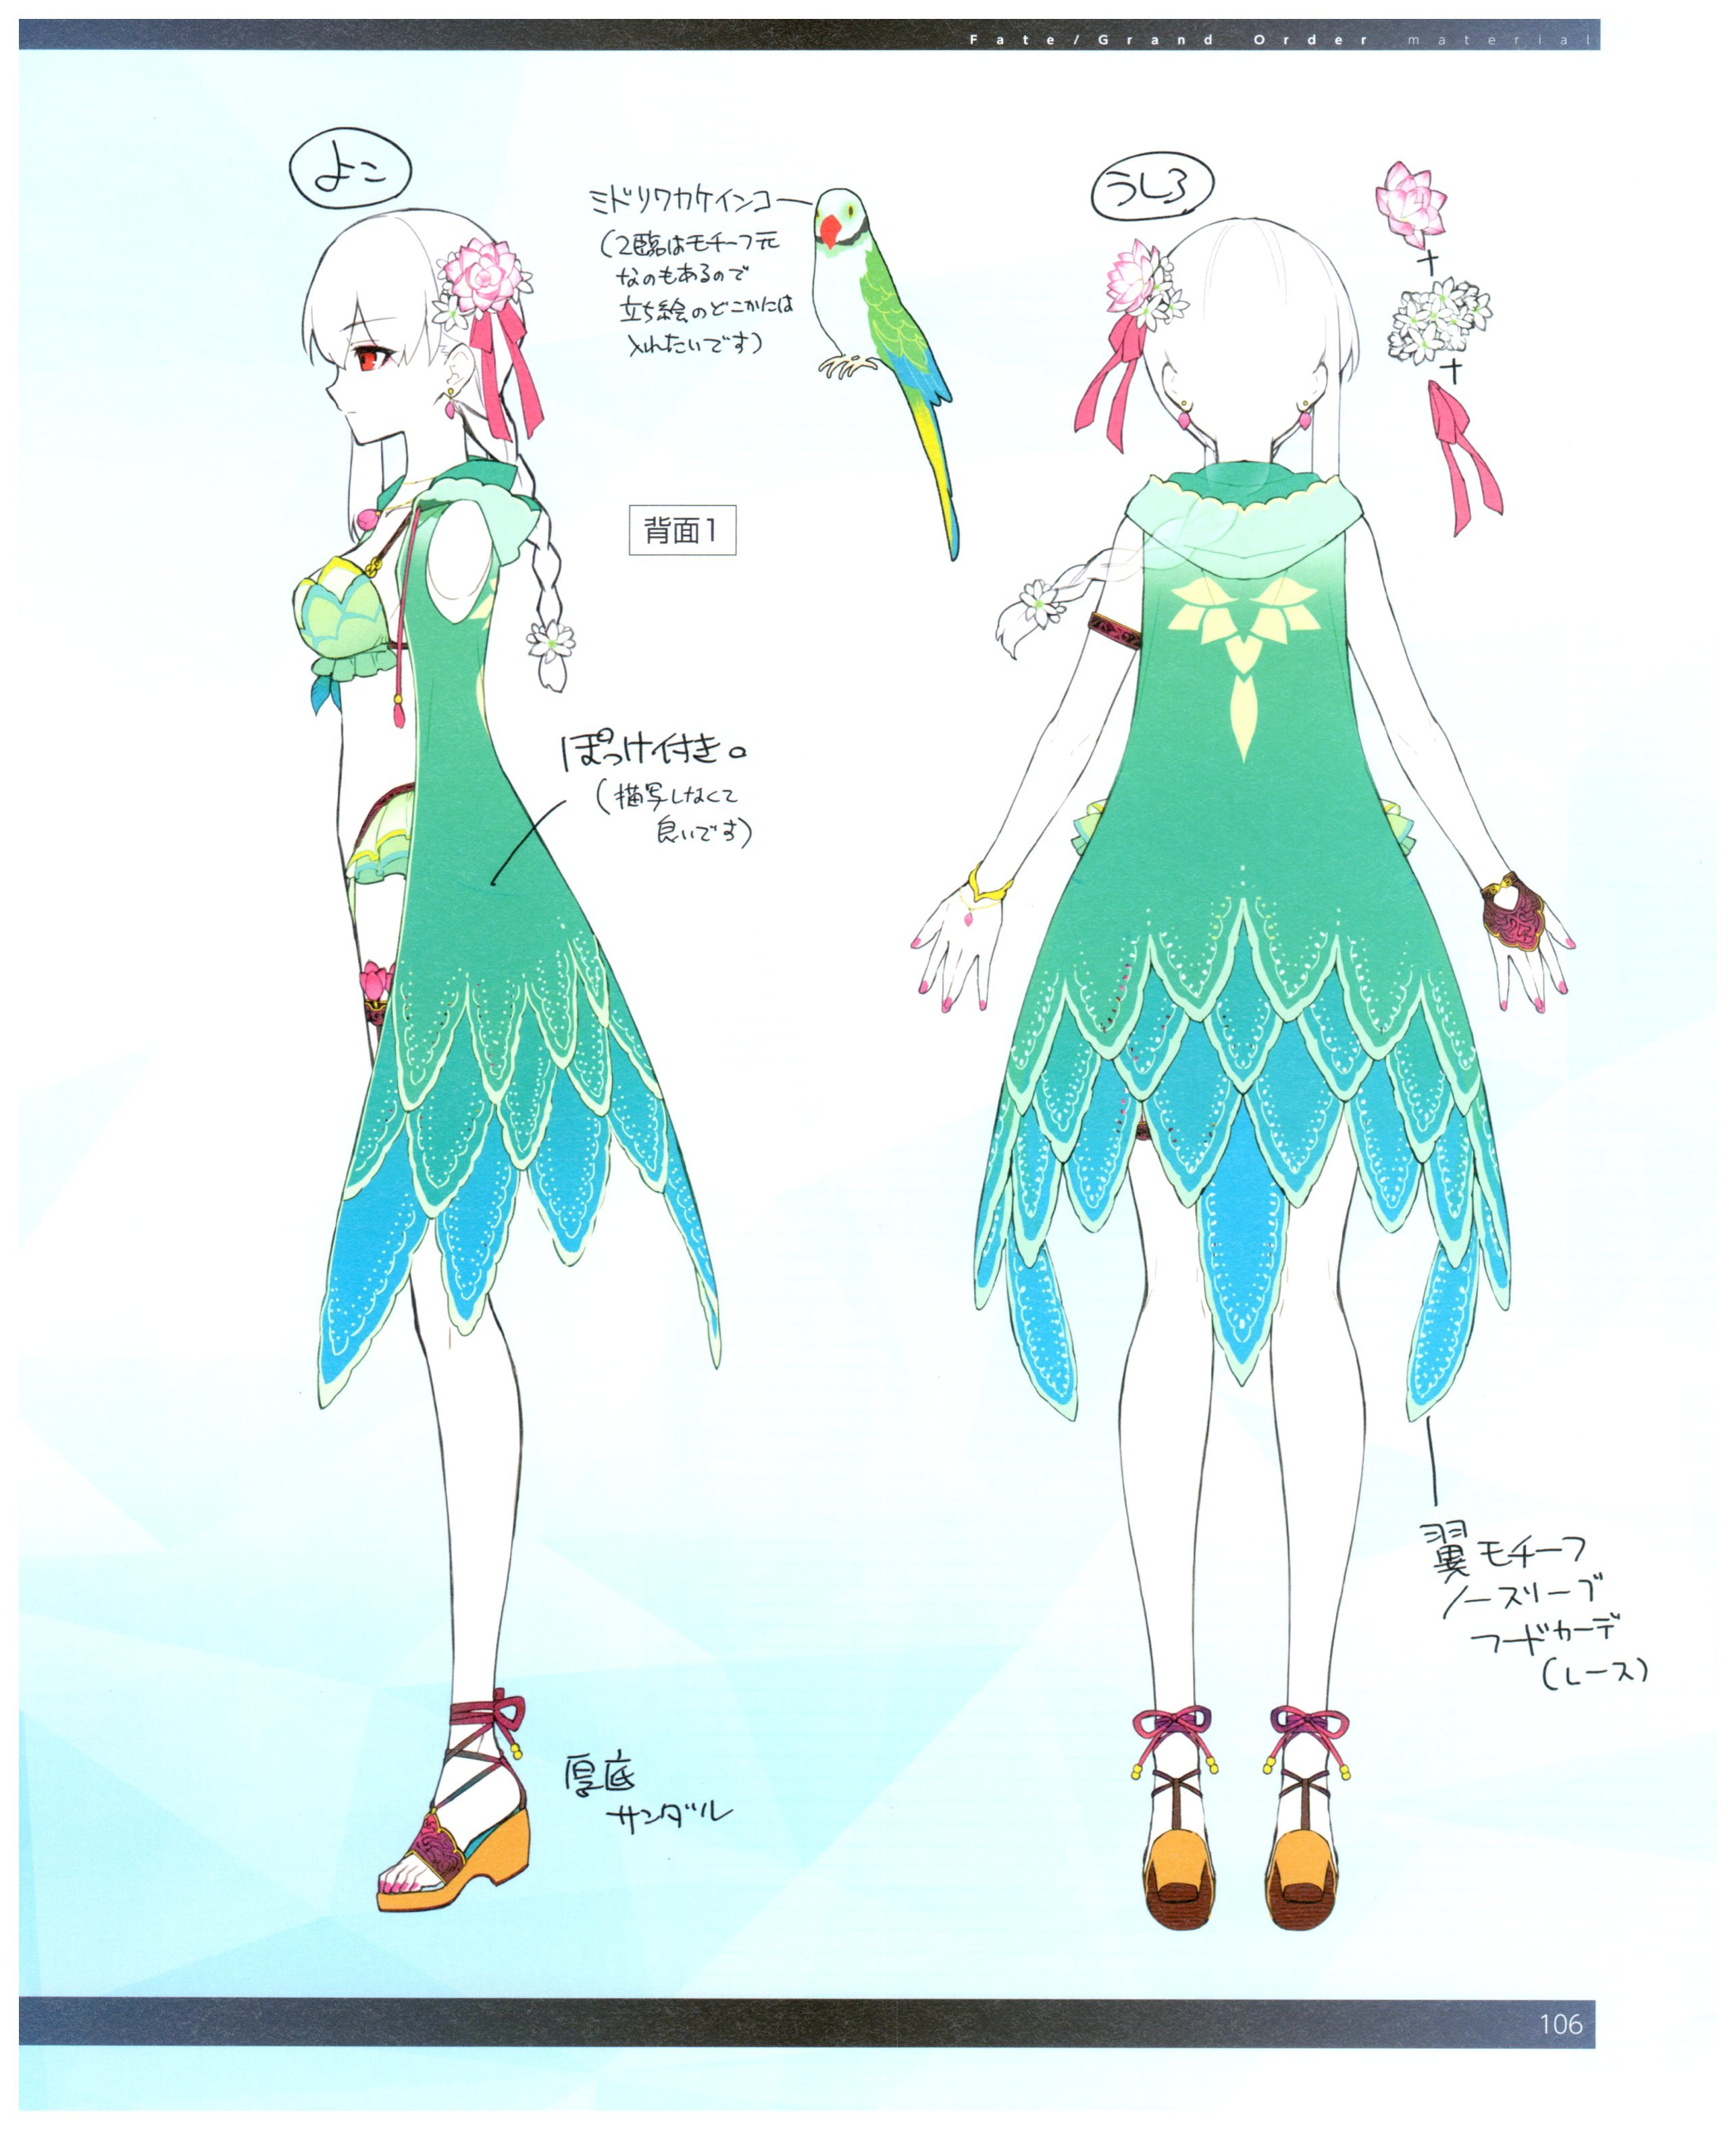 Fate/Grand Order material
よこ
ミドリワカケインコ
(2臨はモチーフ元
なのもあるので
立ち絵のどこかには
入れたいです)
うしろ
+
+
背面1
ぽっけ付き。
(描写しなくて
良いです)
翼モチーフ
ノースリーブ
フードカーデ
(レース)
厚底
サンダル
106